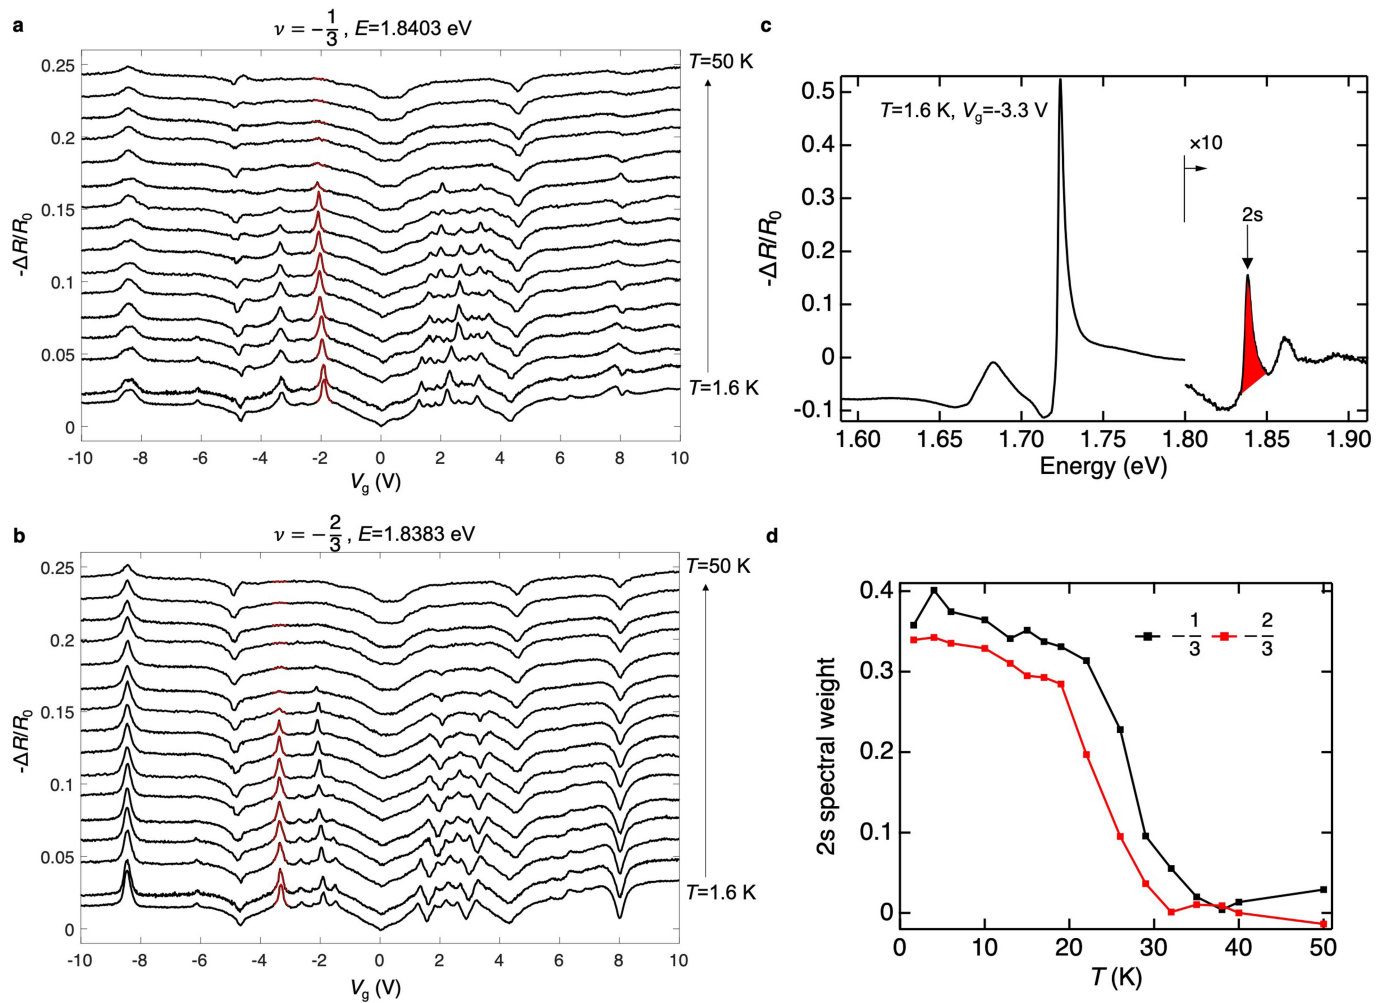 a
ν = −1/3 , E=1.8403 eV
0.25
0.2
0.15
0.1
0.05
0
-ΔR/R0
T=50 K
T=1.6 K
-10 -8 -6 -4 -2 0 2 4 6 8 10
Vg (V)
c
T=1.6 K, Vg=-3.3 V
×10
2s
0.5
0.4
0.3
0.2
0.1
0
-0.1
-ΔR/R0
1.60 1.65 1.70 1.75 1.80 1.85 1.90
Energy (eV)
b
ν = −2/3 , E=1.8383 eV
0.25
0.2
0.15
0.1
0.05
0
-ΔR/R0
T=50 K
T=1.6 K
-10 -8 -6 -4 -2 0 2 4 6 8 10
Vg (V)
d
−1/3 −2/3
0.4
0.3
0.2
0.1
0
2s spectral weight
0 10 20 30 40 50
T (K)